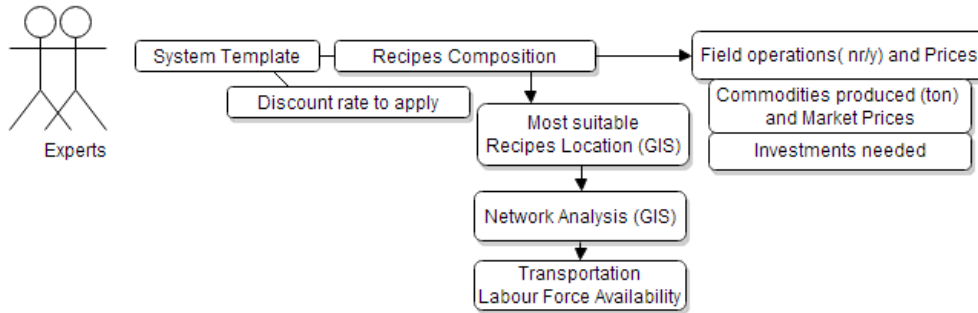 System Template
Recipes Composition
Field operations( nr/y) and Prices
Discount rate to apply
Commodities produced (ton)
and Market Prices
Most suitable
Recipes Location (GIS)
Investments needed
Experts
Network Analysis (GIS)
Transportation
Labour Force Availability